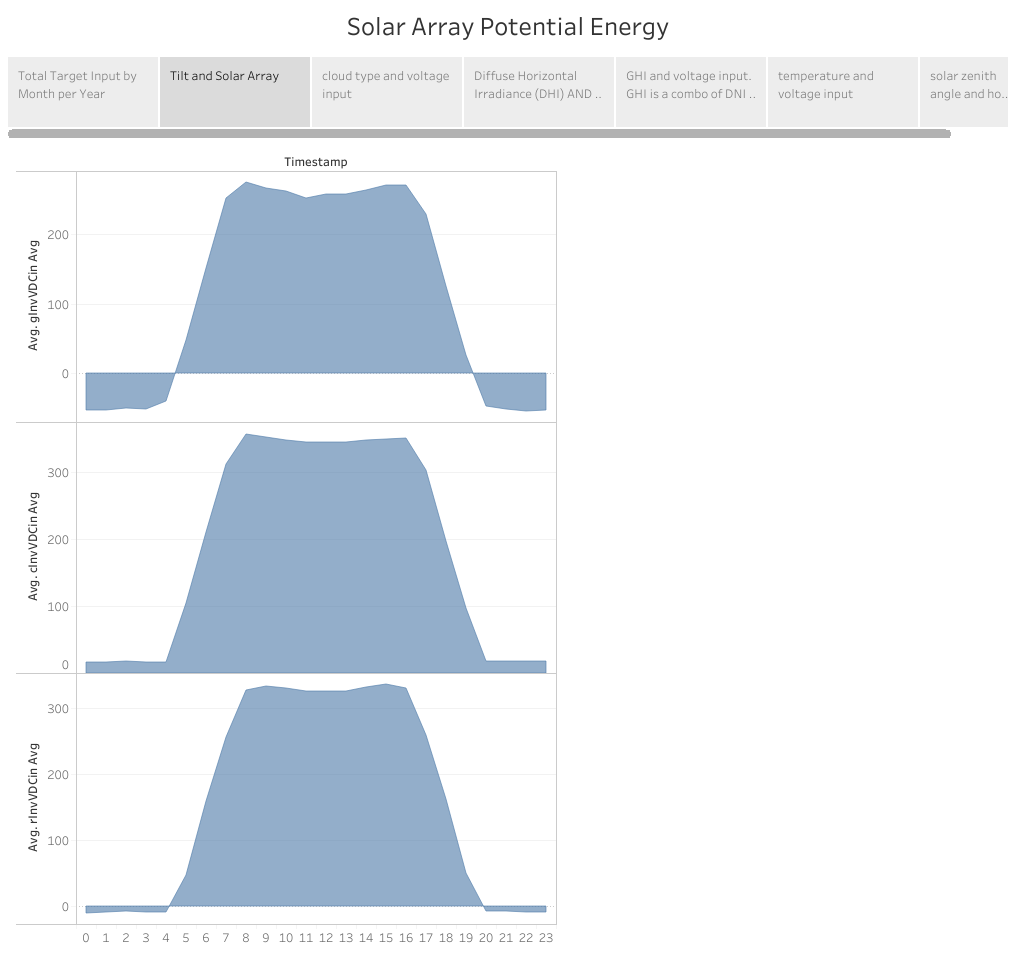 Solar Array Potential Energy
Total Target Input by
Month per Year
Tilt and Solar Array
cloud type and voltage
input
Diffuse Horizontal
Irradiance (DHI) AND ..
GHI and voltage input.
GHI is a combo of DNI ..
temperature and
voltage input
solar zenith
angle and ho..
Timestamp
Avg. gInvVDCin Avg
200
100
0
Avg. cInvVDCin Avg
300
200
100
0
Avg. rInvVDCin Avg
300
200
100
0
0 1 2 3 4 5 6 7 8 9 10 11 12 13 14 15 16 17 18 19 20 21 22 23